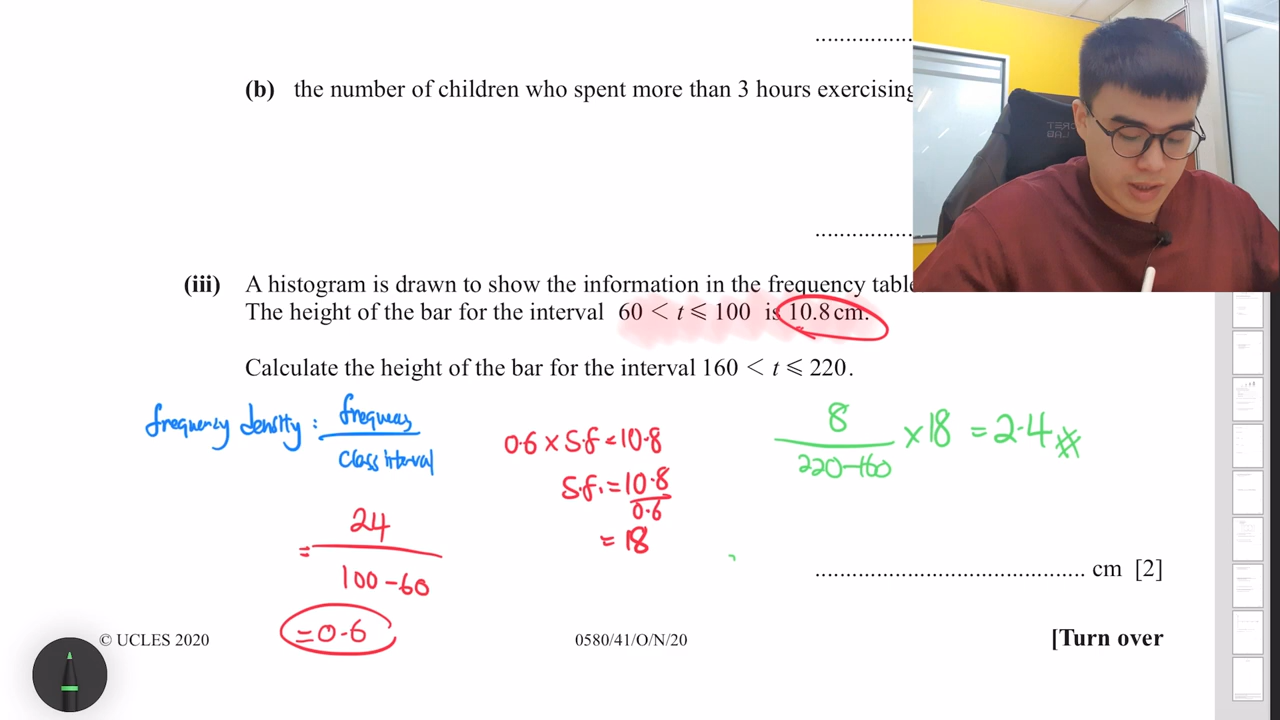 (b) the number of children who spent more than 3 hours exercising
(iii) A histogram is drawn to show the information in the frequency table
The height of the bar for the interval 60 < t ⩽ 100 is 10.8 cm.
Calculate the height of the bar for the interval 160 < t ⩽ 220.
frequency density : frequency
class interval
= 24
100 - 60
= 0.6
0.6 × S.f = 10.8
S.f. = 10.8
0.6
= 18
8
220-160
× 18 = 2.4
.......................................... cm [2]
© UCLES 2020
0580/41/O/N/20
[Turn over